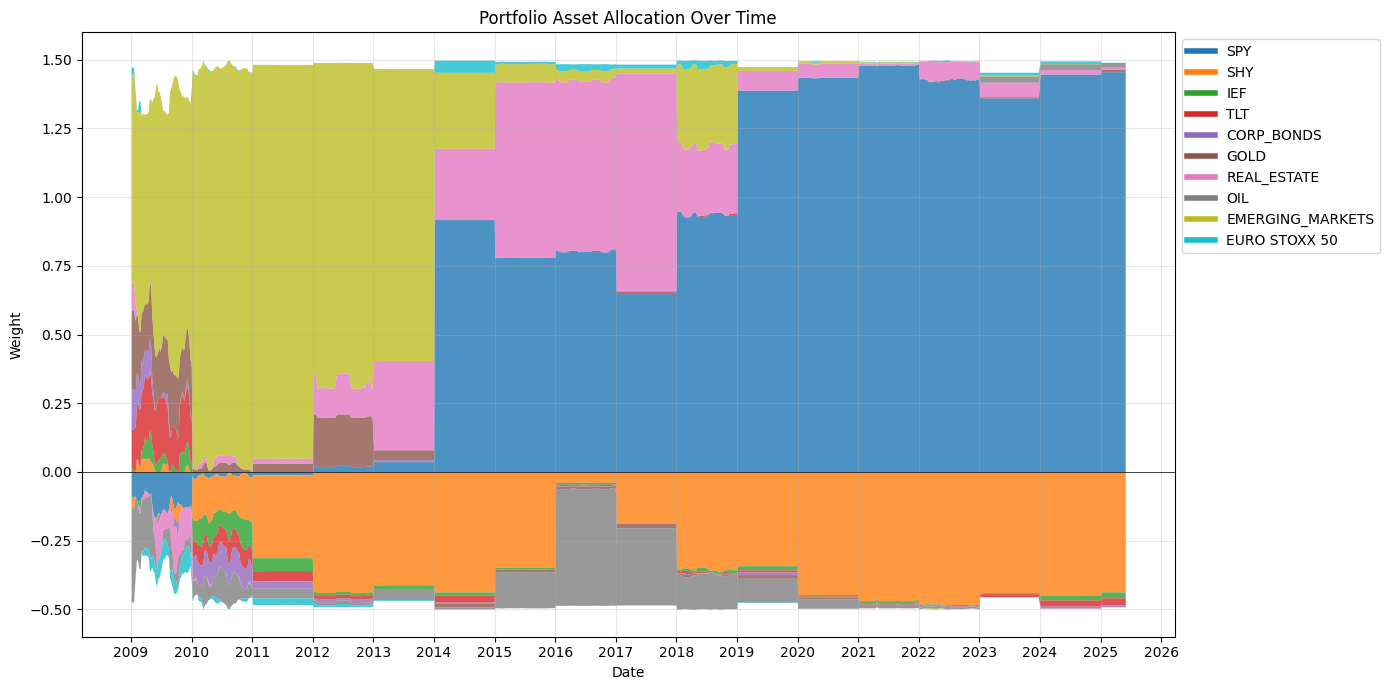 Portfolio Asset Allocation Over Time
Weight
1.50
1.25
1.00
0.75
0.50
0.25
0.00
−0.25
−0.50
2009 2010 2011 2012 2013 2014 2015 2016 2017 2018 2019 2020 2021 2022 2023 2024 2025 2026
Date
SPY
SHY
IEF
TLT
CORP_BONDS
GOLD
REAL_ESTATE
OIL
EMERGING_MARKETS
EURO STOXX 50